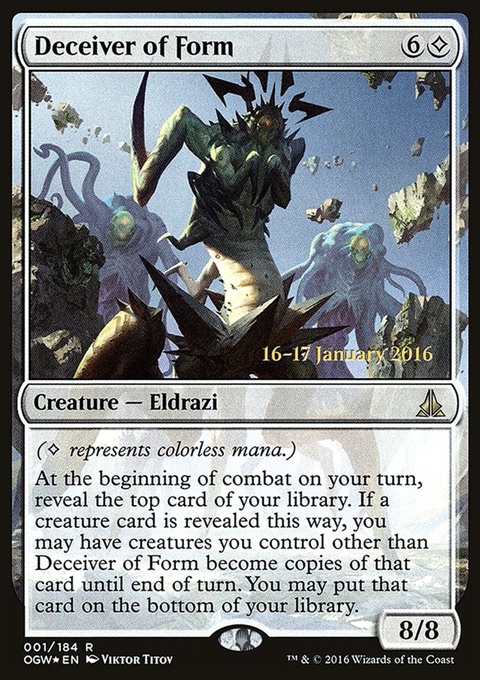 Deceiver of Form 6
16-17 January 2016
Creature — Eldrazi
(◇ represents colorless mana.)
At the beginning of combat on your turn,
reveal the top card of your library. If a
creature card is revealed this way, you
may have creatures you control other than
Deceiver of Form become copies of that
card until end of turn. You may put that
card on the bottom of your library.
8/8
001/184 R
OGW★EN Viktor Titov
™ & © 2016 Wizards of the Coast